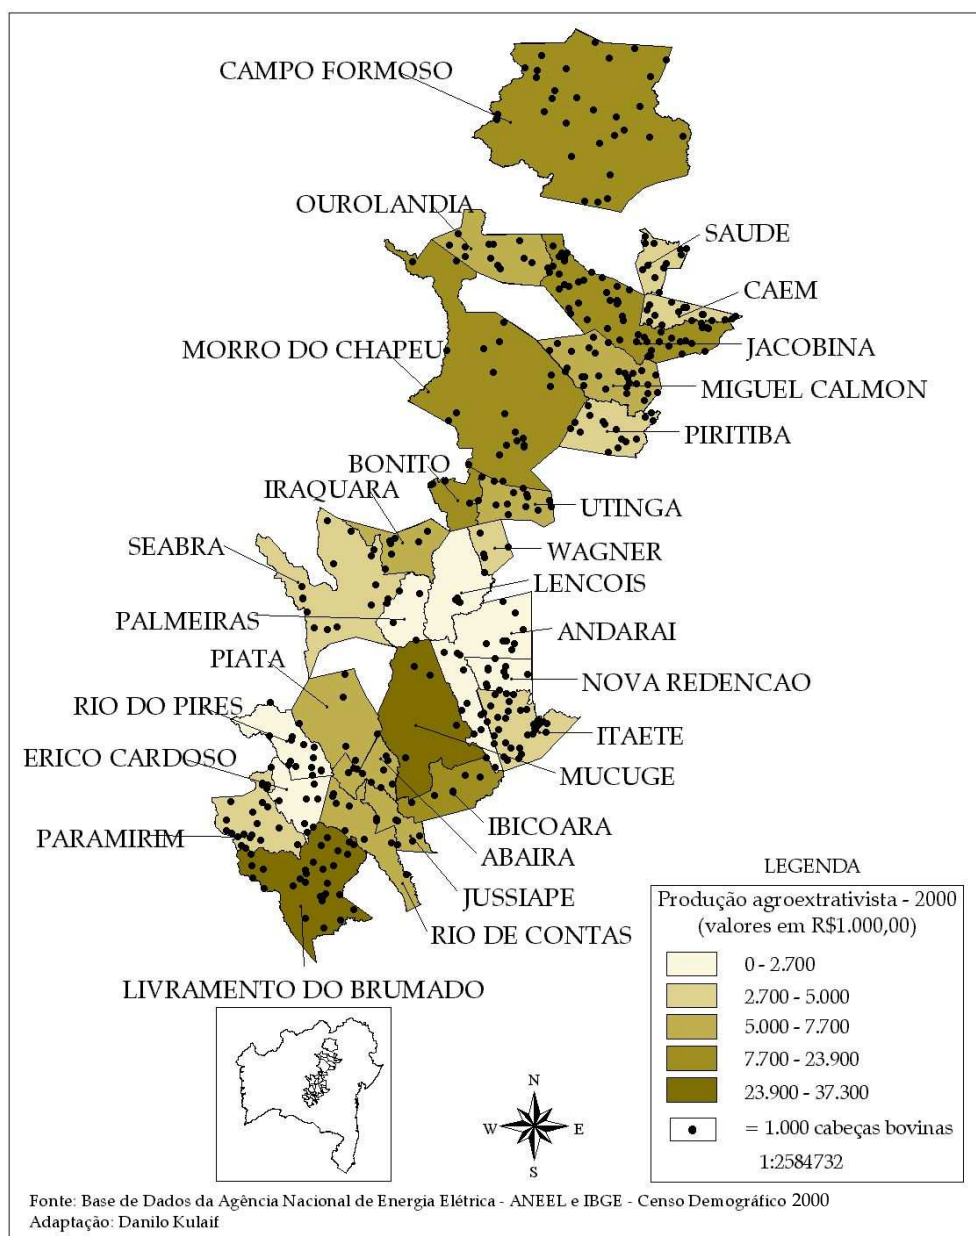 CAMPO FORMOSO
OUROLANDIA
SAUDE
CAEM
MORRO DO CHAPEU
JACOBINA
MIGUEL CALMON
PIRITIBA
BONITO
IRAQUARA
UTINGA
SEABRA
WAGNER
LENCOIS
PALMEIRAS
ANDARAI
PIATA
NOVA REDENCAO
RIO DO PIRES
ITAETE
ERICO CARDOSO
MUCUGE
IBICOARA
PARAMIRIM
ABAIRA
JUSSIAPE
RIO DE CONTAS
LIVRAMENTO DO BRUMADO
LEGENDA
Produção agroextrativista - 2000
(valores em R$1.000,00)
0 - 2.700
2.700 - 5.000
5.000 - 7.700
7.700 - 23.900
23.900 - 37.300
= 1.000 cabeças bovinas
1:2584732
N
W E
S
Fonte: Base de Dados da Agência Nacional de Energia Elétrica - ANEEL e IBGE - Censo Demográfico 2000
Adaptação: Danilo Kulaif